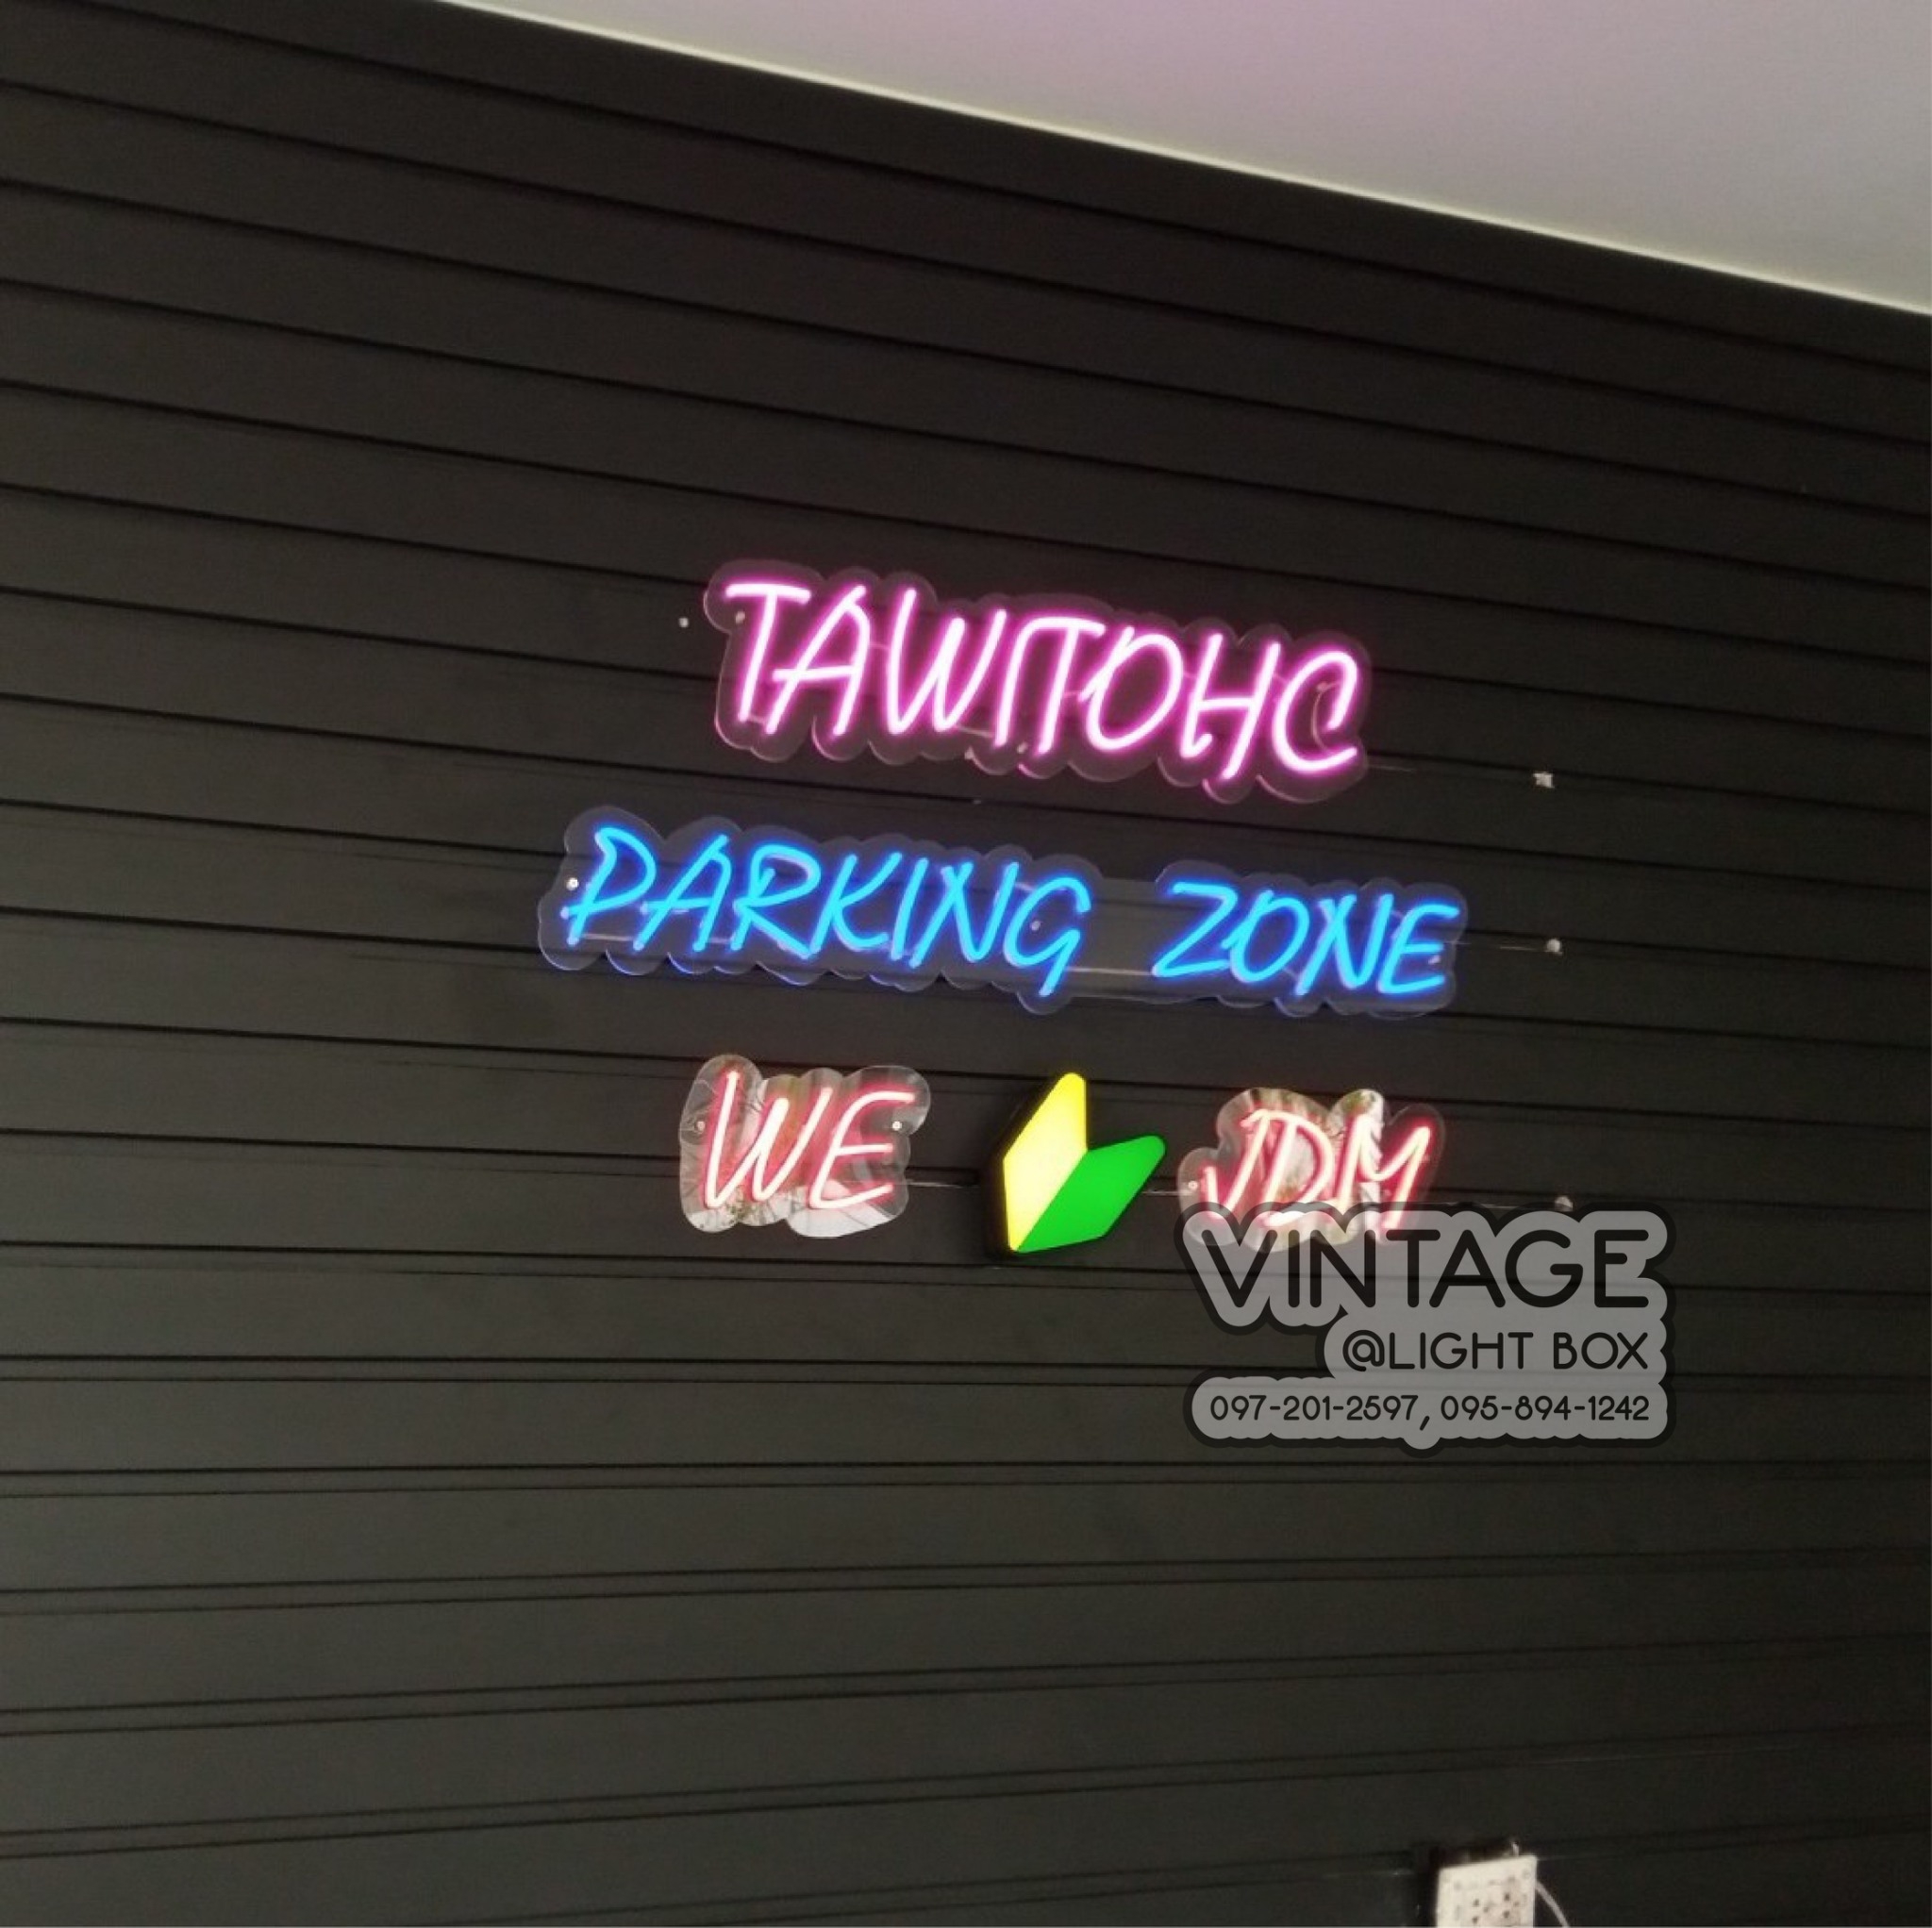 TAWITOHC
PARKING ZONE
WE JDM
VINTAGE
@LIGHT BOX
097-201-2597, 095-894-1242